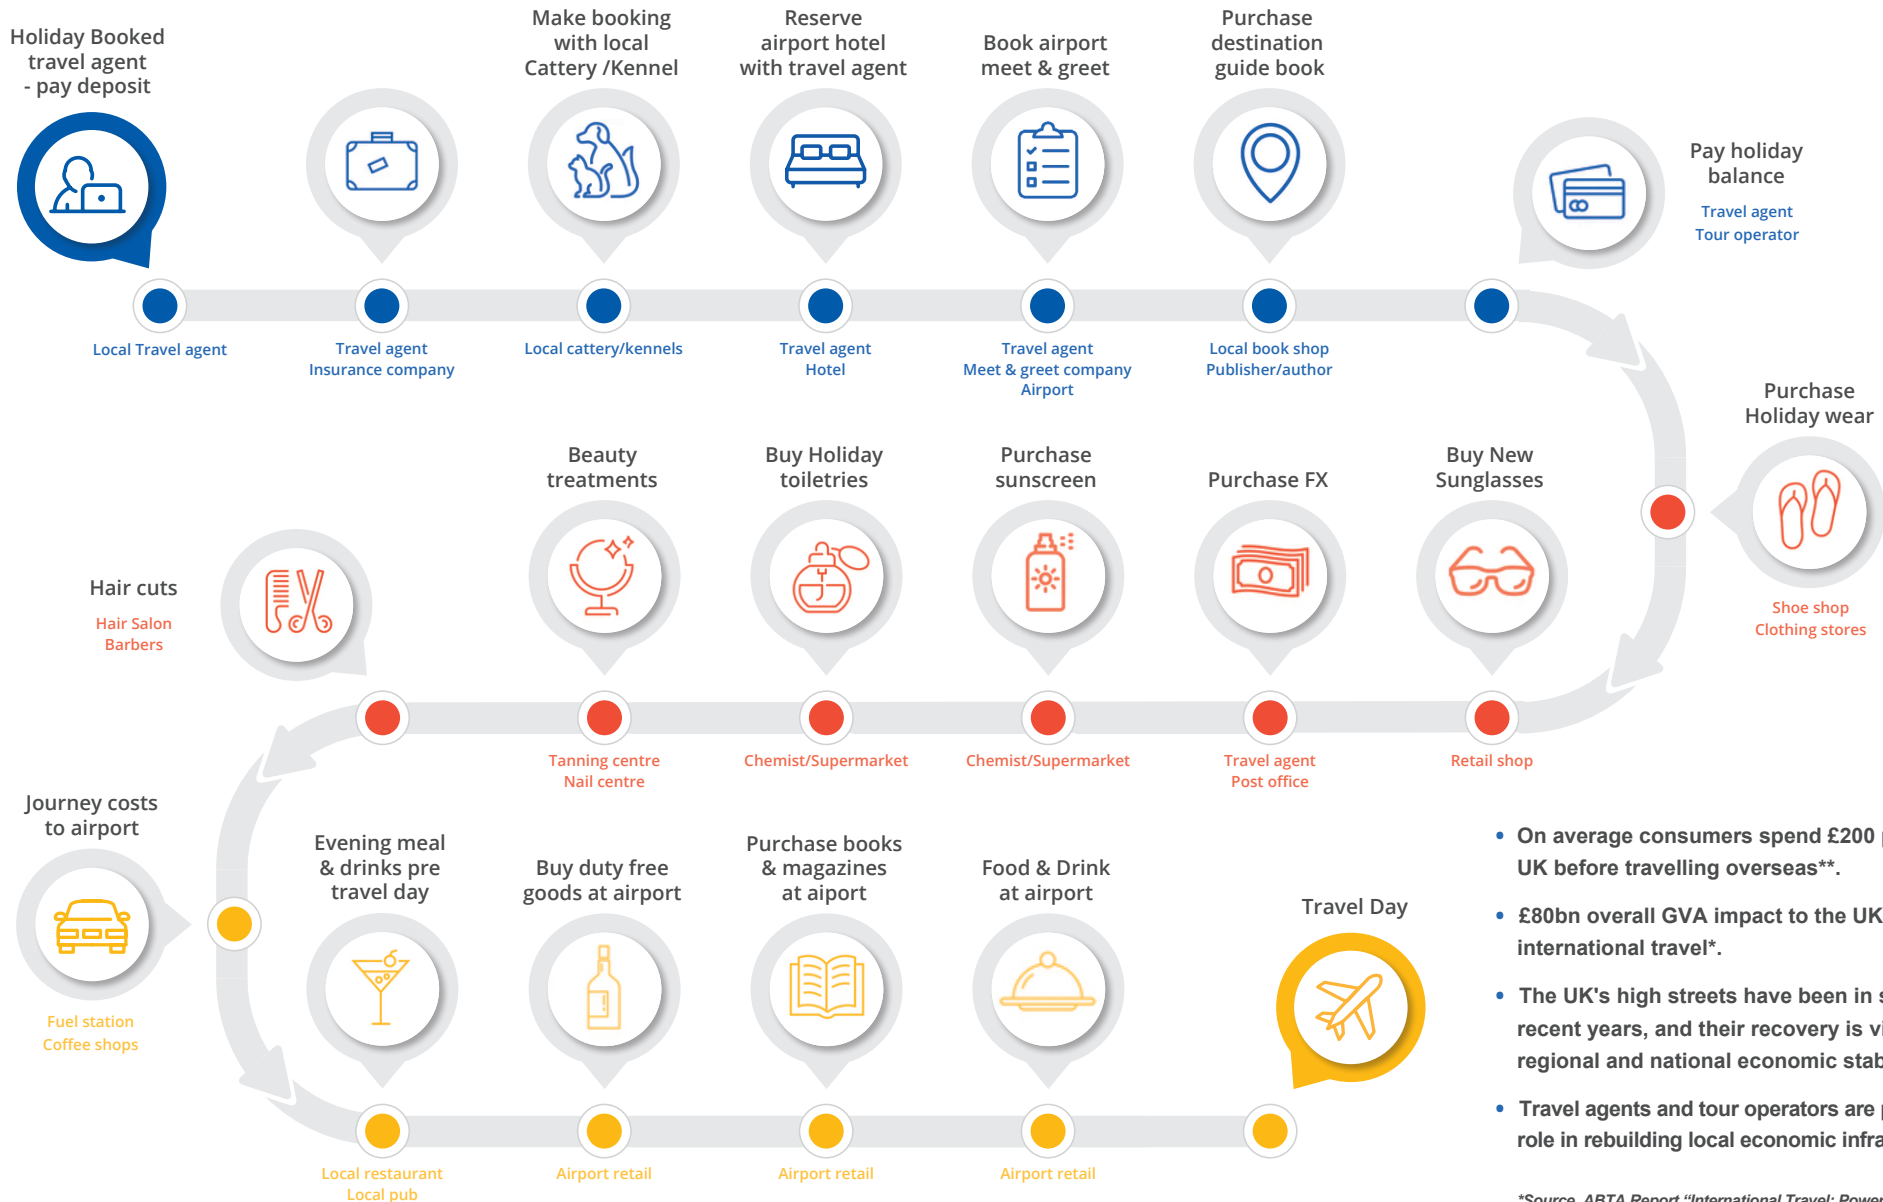 Holiday Booked
travel agent
- pay deposit
Make booking
with local
Cattery /Kennel
Reserve
airport hotel
with travel agent
Book airport
meet & greet
Purchase
destination
guide book
Pay holiday
balance
Travel agent
Tour operator
Local Travel agent
Travel agent
Insurance company
Local cattery/kennels
Travel agent
Hotel
Travel agent
Meet & greet company
Airport
Local book shop
Publisher/author
Purchase
Holiday wear
Shoe shop
Clothing stores
Buy New
Sunglasses
Retail shop
Purchase FX
Travel agent
Post office
Purchase
sunscreen
Chemist/Supermarket
Buy Holiday
toiletries
Chemist/Supermarket
Beauty
treatments
Tanning centre
Nail centre
Hair cuts
Hair Salon
Barbers
Journey costs
to airport
Fuel station
Coffee shops
Evening meal
& drinks pre
travel day
Local restaurant
Local pub
Buy duty free
goods at airport
Airport retail
Purchase books
& magazines
at aiport
Airport retail
Food & Drink
at airport
Airport retail
Travel Day
• On average consumers spend £200
UK before travelling overseas**.
• £80bn overall GVA impact to the UK
international travel*.
• The UK's high streets have been in
recent years, and their recovery is
regional and national economic
• Travel agents and tour operators are
role in rebuilding local economic
*Source, ABTA Report “International Travel: